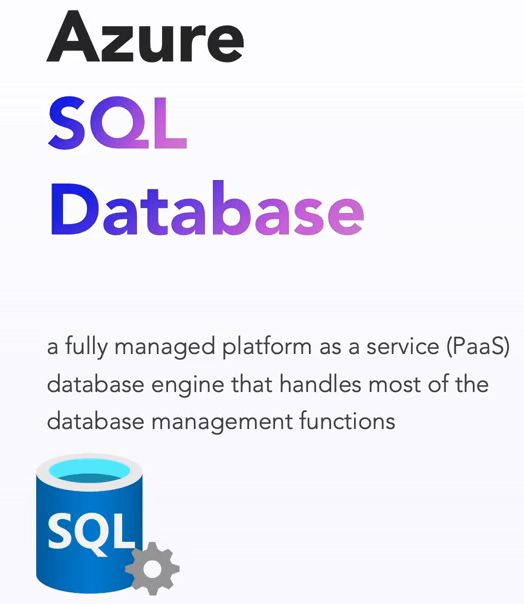 Azure
SQL
Database
a fully managed platform as a service (PaaS)
database engine that handles most of the
database management functions
SQL